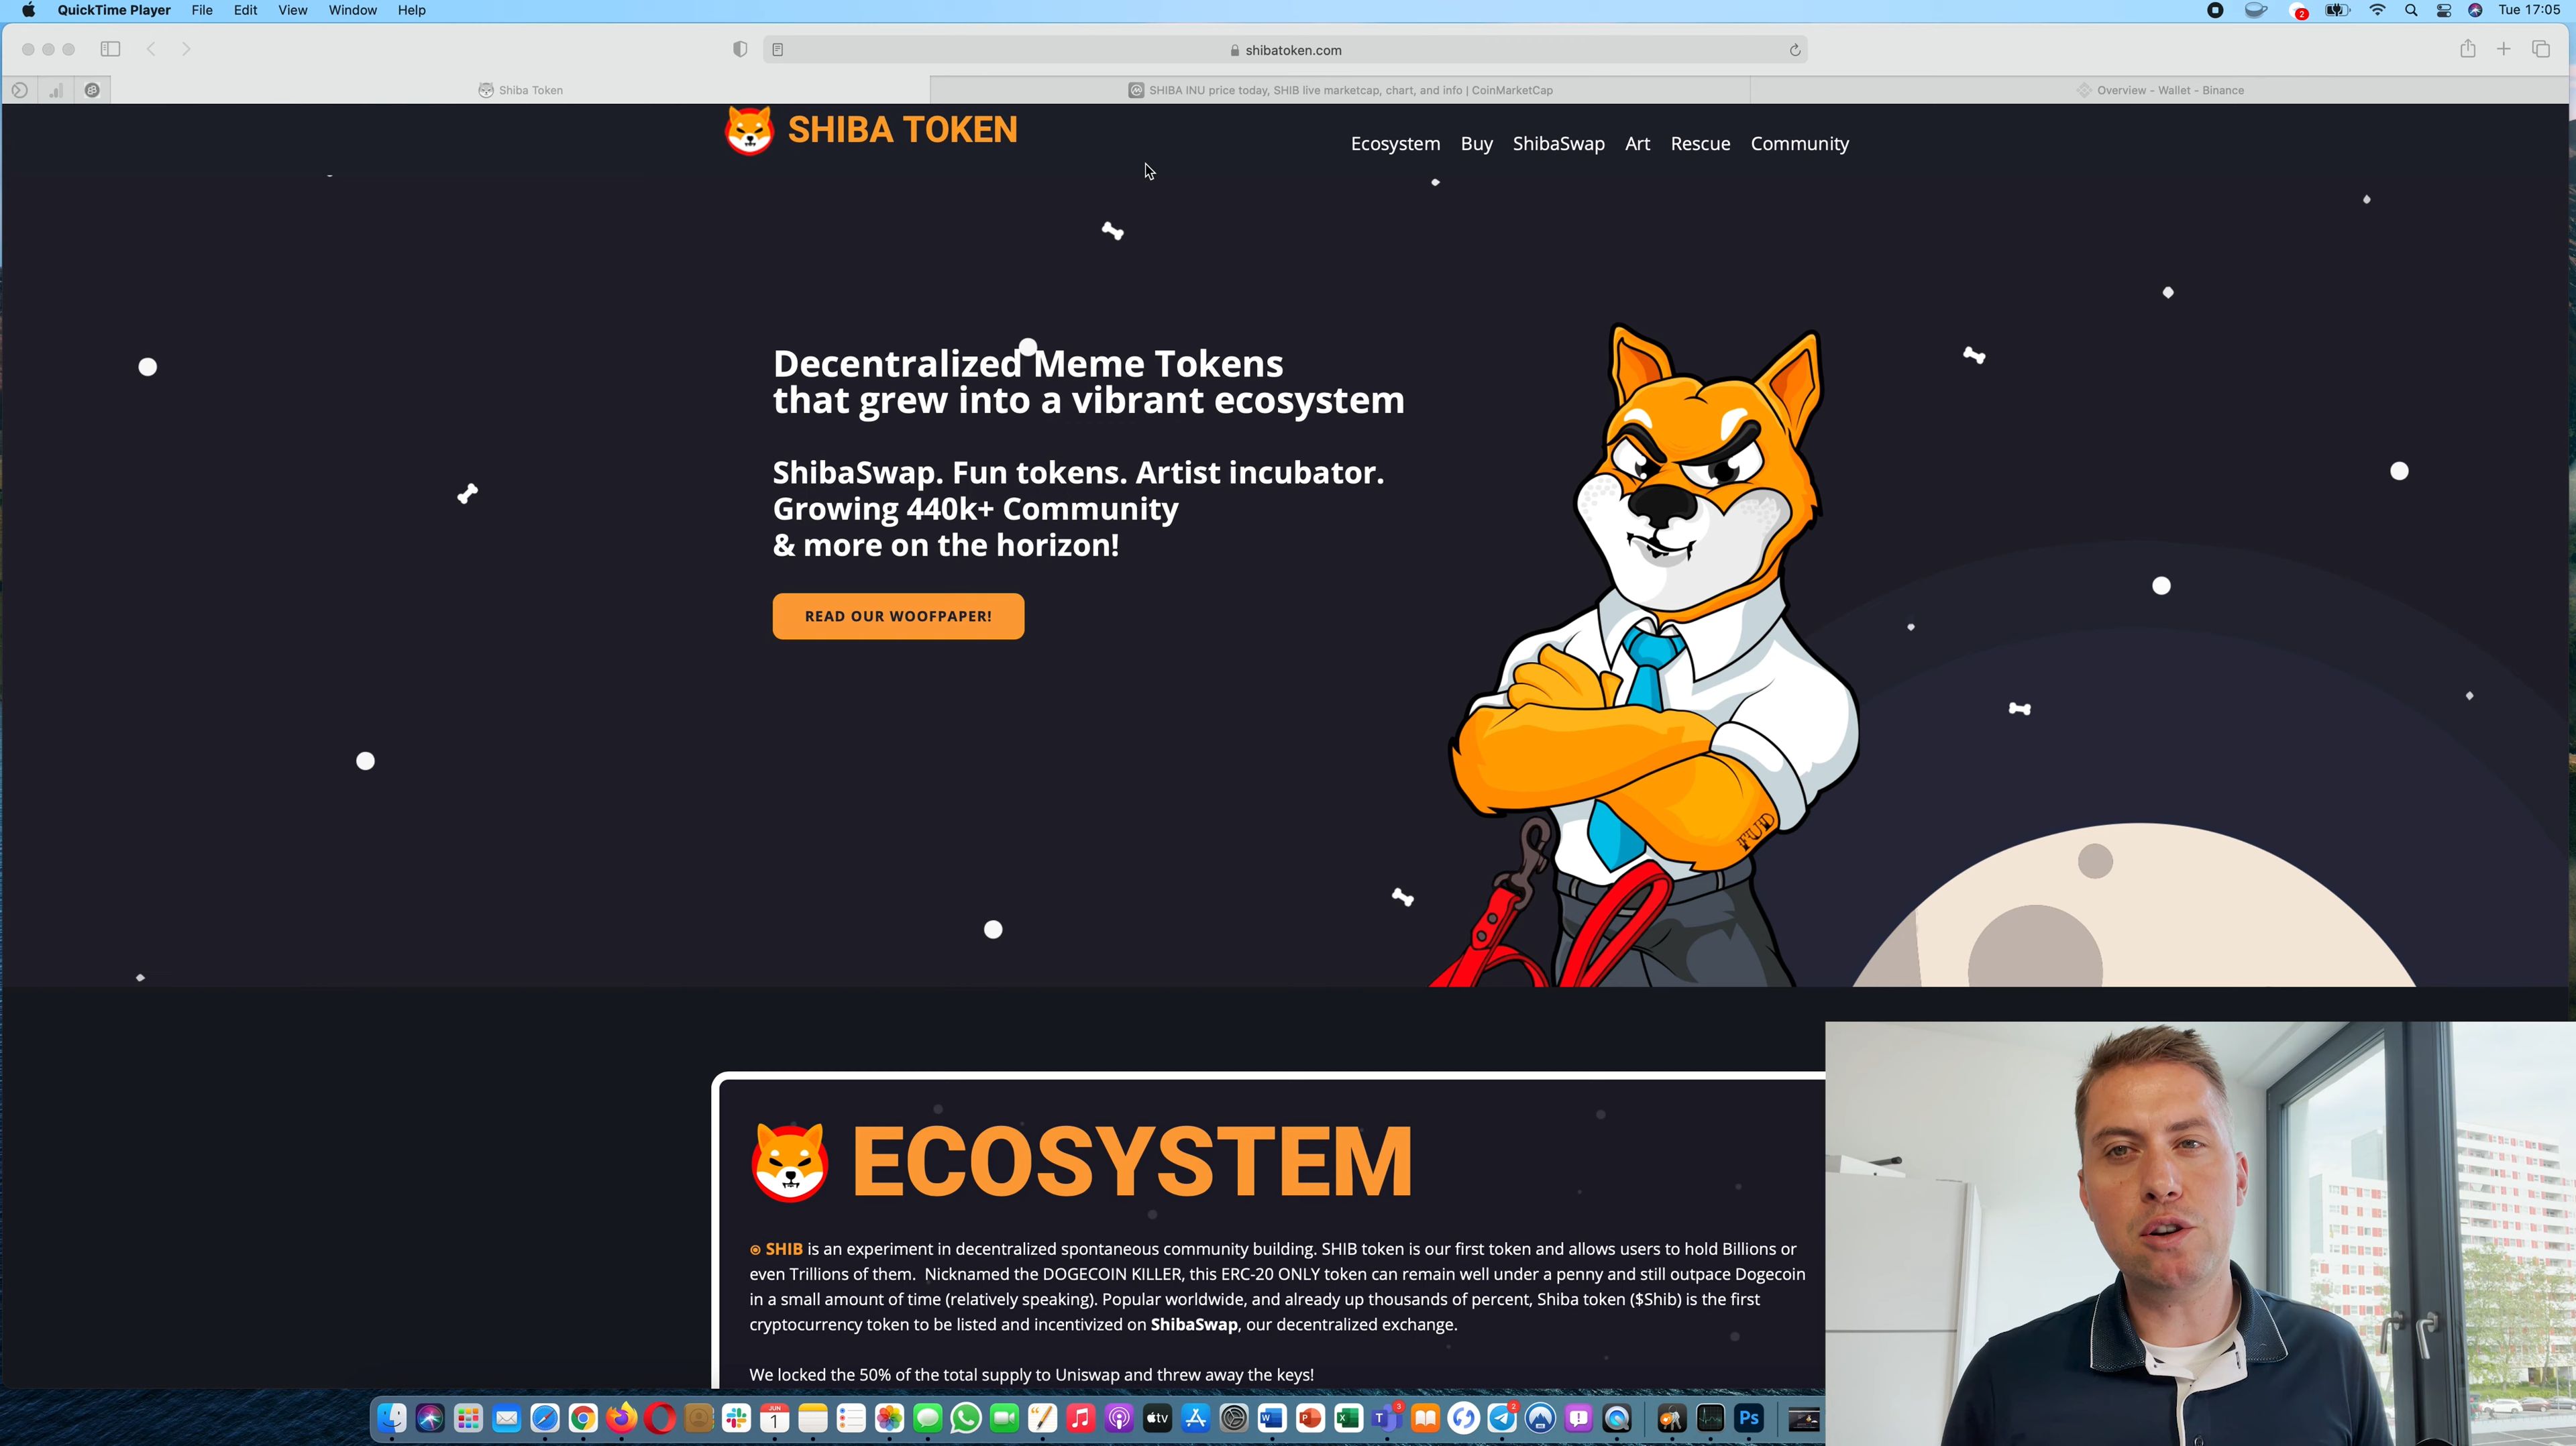 QuickTime Player File Edit View Window Help
2
Tue 17:05
shibatoken.com
Shiba Token
SHIBA INU price today, SHIB live marketcap, chart, and info | CoinMarketCap
Overview - Wallet - Binance
SHIBA TOKEN
Ecosystem Buy ShibaSwap Art Rescue Community
Decentralized Meme Tokens
that grew into a vibrant ecosystem
ShibaSwap. Fun tokens. Artist incubator.
Growing 440k+ Community
& more on the horizon!
READ OUR WOOFPAPER!
FUD
ECOSYSTEM
SHIB is an experiment in decentralized spontaneous community building. SHIB token is our first token and allows users to hold Billions or
even Trillions of them. Nicknamed the DOGECOIN KILLER, this ERC-20 ONLY token can remain well under a penny and still outpace Dogecoin
in a small amount of time (relatively speaking). Popular worldwide, and already up thousands of percent, Shiba token ($Shib) is the first
cryptocurrency token to be listed and incentivized on ShibaSwap, our decentralized exchange.
We locked the 50% of the total supply to Uniswap and threw away the keys!
JUN
1
tv
W
P
X
T
3
2
Ps